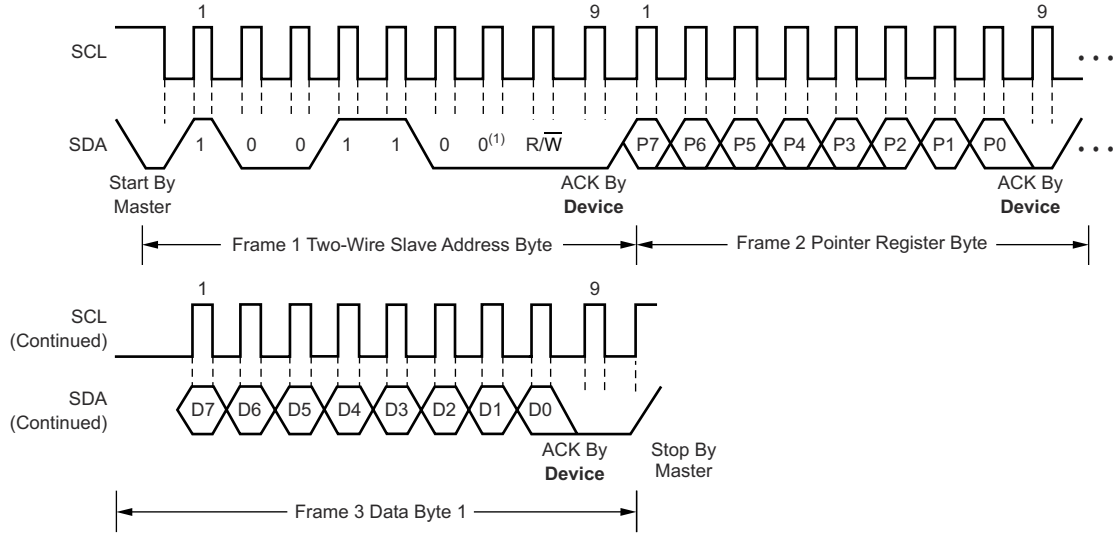 1 9 1 9
SCL
SDA 1 0 0 1 1 0 0(1) R/W̅ P7 P6 P5 P4 P3 P2 P1 P0
Start By
Master
ACK By
Device
ACK By
Device
Frame 1 Two-Wire Slave Address Byte
Frame 2 Pointer Register Byte
1 9
SCL
(Continued)
SDA
(Continued)
D7 D6 D5 D4 D3 D2 D1 D0
ACK By
Device
Stop By
Master
Frame 3 Data Byte 1